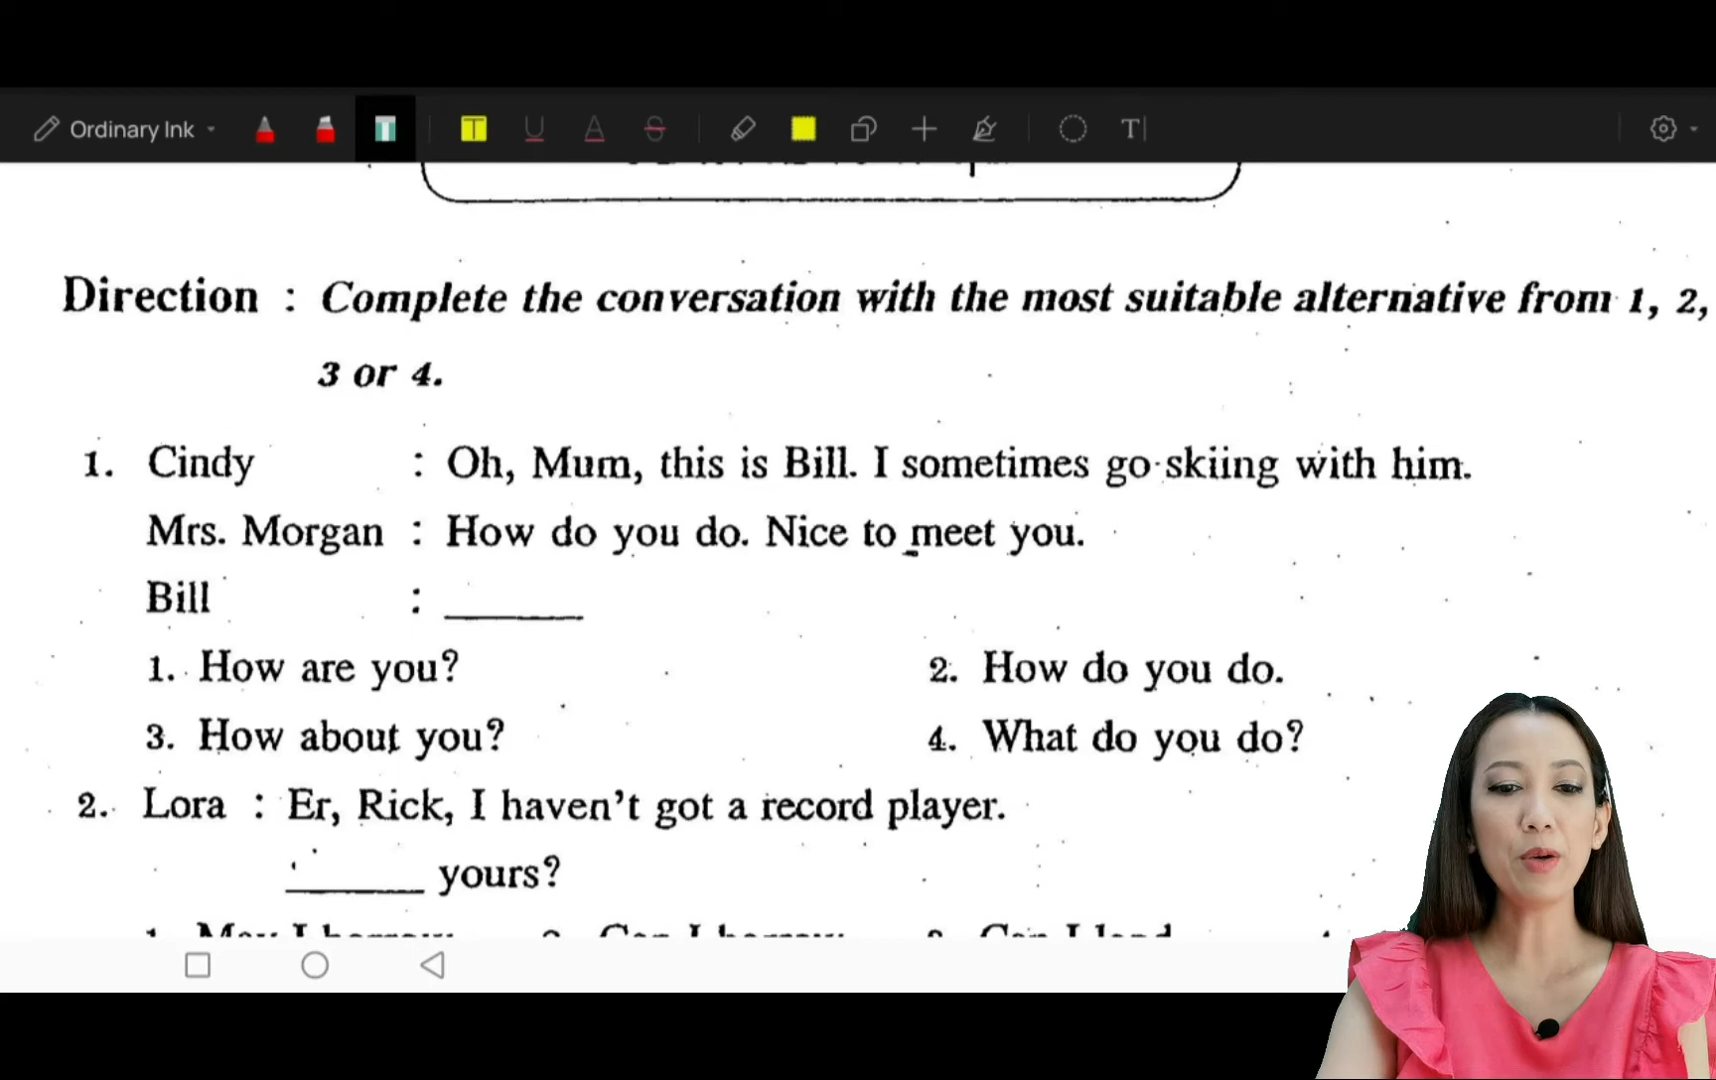 Ordinary Ink
Direction : Complete the conversation with the most suitable alternative from 1, 2,
3 or 4.
1. Cindy : Oh, Mum, this is Bill. I sometimes go skiing with him.
Mrs. Morgan : How do you do. Nice to meet you.
Bill : ______
1. How are you? 2. How do you do.
3. How about you? 4. What do you do?
2. Lora : Er, Rick, I haven't got a record player.
______ yours?